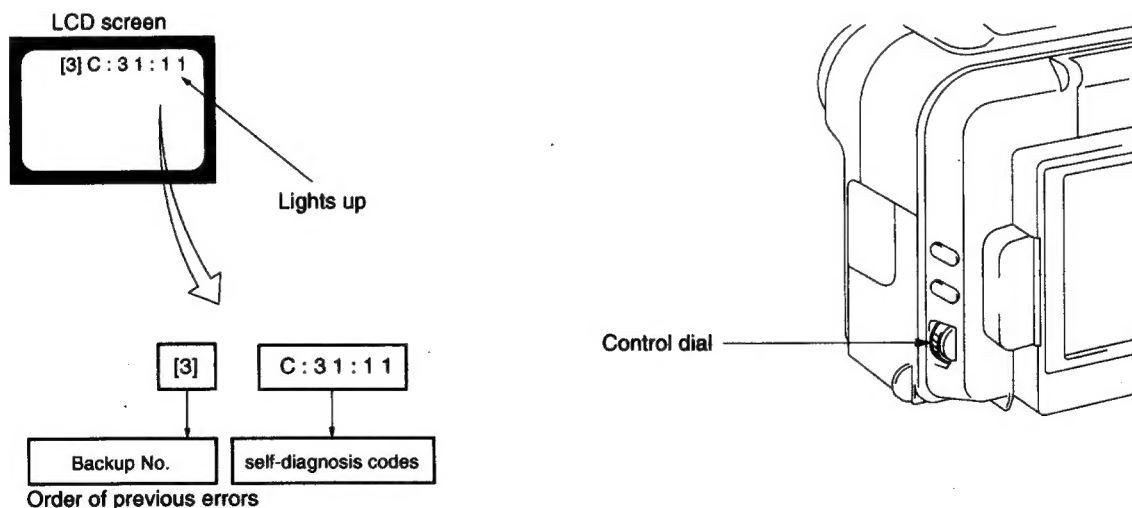 LCD screen
[3] C : 3 1 : 1 1
Lights up
[3]
C : 3 1 : 1 1
Backup No.
self-diagnosis codes
Order of previous errors
Control dial